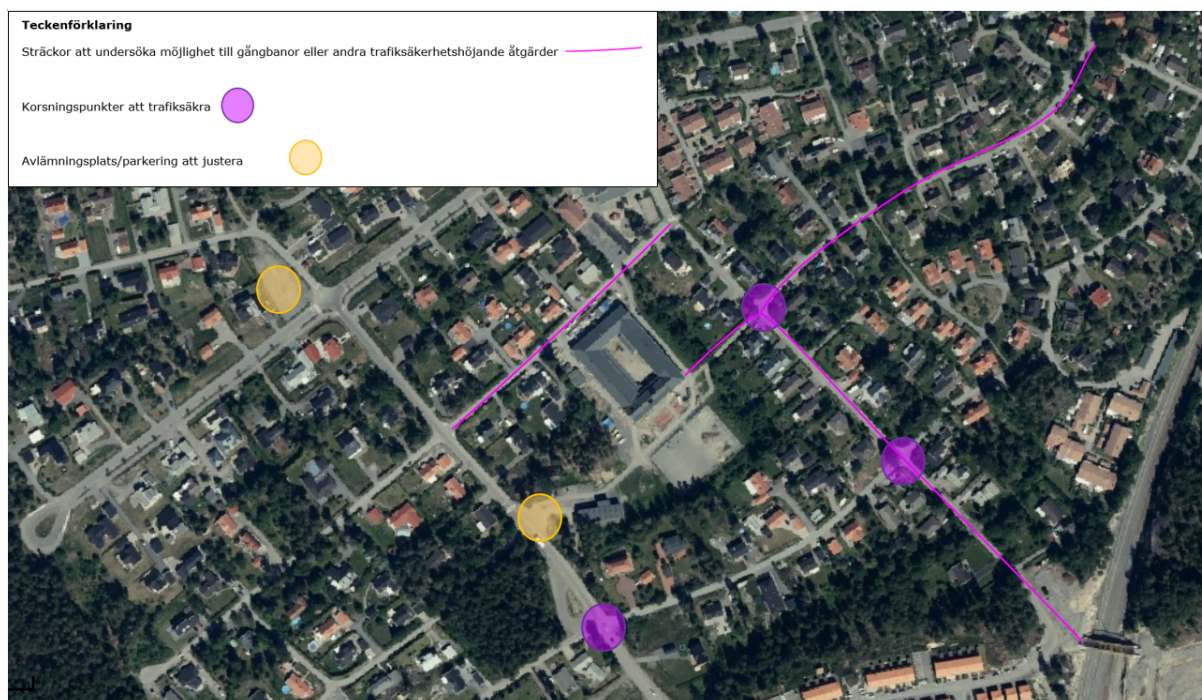 Teckenförklaring
Sträckor att undersöka möjlighet till gångbanor eller andra trafiksäkerhetshöjande åtgärder
Korsningspunkter att trafiksäkra
Avlämningsplats/parkering att justera